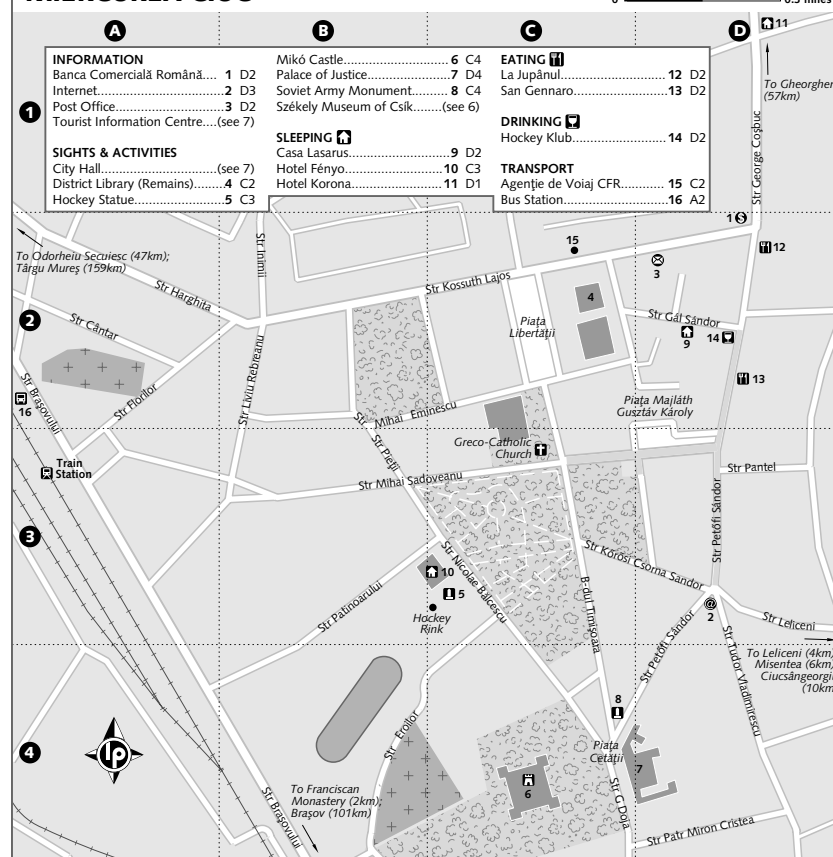 A
B
C
D
1
2
3
4
INFORMATION
Banca Comercială Română.... 1 D2
Internet................................ 2 D3
Post Office............................ 3 D2
Tourist Information Centre....(see 7)
SIGHTS & ACTIVITIES
City Hall................................(see 7)
District Library (Remains)........ 4 C2
Hockey Statue...................... 5 C3
Mikó Castle............................ 6 C4
Palace of Justice.................... 7 D4
Soviet Army Monument........ 8 C4
Székely Museum of Csík.......(see 6)
SLEEPING
Casa Lasarus.......................... 9 D2
Hotel Fényo.......................... 10 C3
Hotel Korona........................ 11 D1
EATING
La Jupânul............................ 12 D2
San Gennaro........................ 13 D2
DRINKING
Hockey Klub.......................... 14 D2
TRANSPORT
Agenţie de Voiaj CFR............ 15 C2
Bus Station............................ 16 A2
11
To Gheorghen
(57km)
Str George Coşbuc
1
12
3
15
To Odorheiu Secuiesc (47km);
Târgu Mureş (159km)
Str Inimii
Str Harghita
Str Kossuth Lajos
4
Piaţa
Libertăţii
Str Gál Sándor
9
14
Str Cântar
Str Liviu Rebreanu
Str Braşovului
16
Str Florilor
Str Mihai Eminescu
13
Piaţa Majláth
Gusztáv Károly
Str Pieţii
Greco-Catholic
Church
Train
Station
Str Mihai Sadoveanu
Str Pantel
Str Petőfi Sándor
Str Kőrösi Csoma Sandor
Str Nicolae Bălcescu
10
5
Hockey
Rink
Str Patinoarului
B-dul Timişoara
2
Str Leliceni
Str Petőfi Sándor
Str Tudor Vladimirescu
To Leliceni (4km);
Misentea (6km);
Ciucsângeorgiu
(10km
8
Piaţa
Cetăţii
7
6
Str Eroilor
lp
To Franciscan
Monastery (2km);
Braşov (101km)
Str Braşovului
Str G Doja
Str Patr Miron Cristea